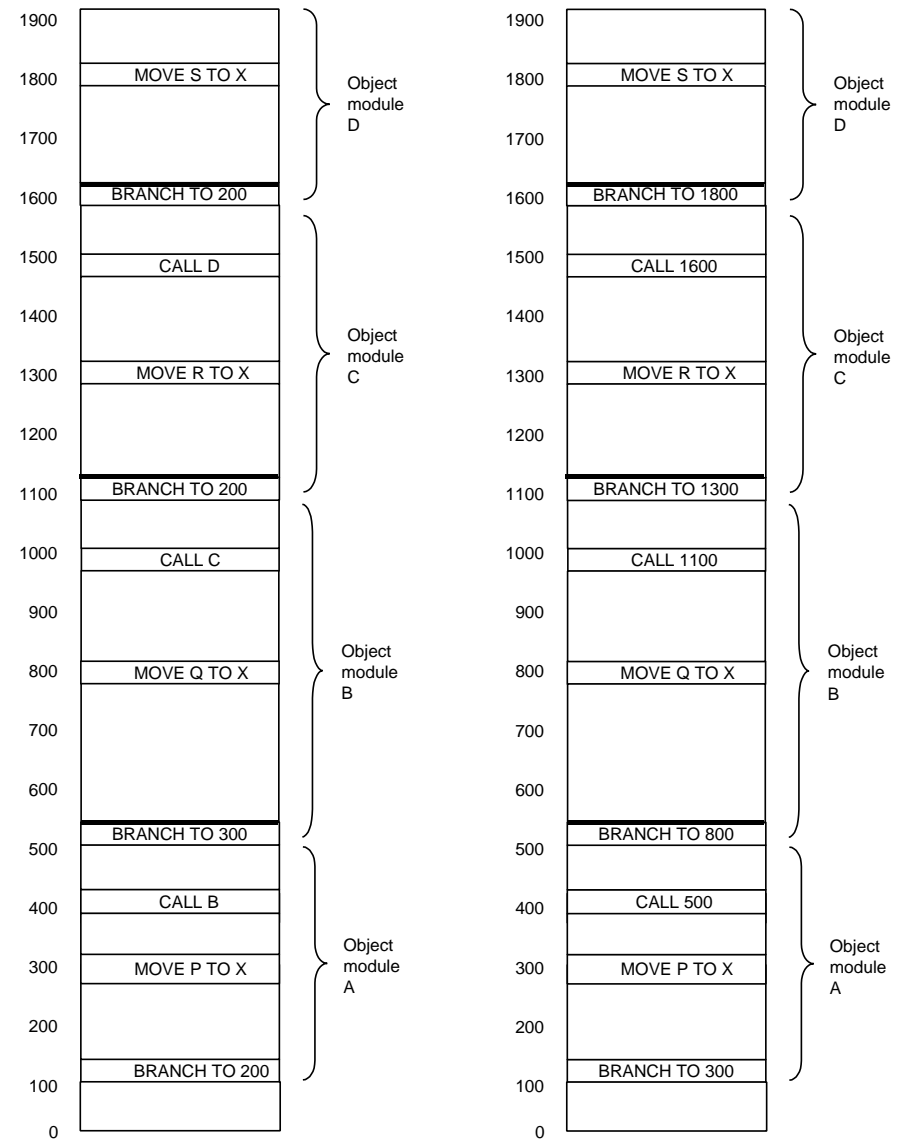 1900
1800
1700
1600
1500
1400
1300
1200
1100
1000
900
800
700
600
500
400
300
200
100
0
MOVE S TO X
BRANCH TO 200
CALL D
MOVE R TO X
BRANCH TO 200
CALL C
MOVE Q TO X
BRANCH TO 300
CALL B
MOVE P TO X
BRANCH TO 200
Object
module
D
Object
module
C
Object
module
B
Object
module
A
1900
1800
1700
1600
1500
1400
1300
1200
1100
1000
900
800
700
600
500
400
300
200
100
0
MOVE S TO X
BRANCH TO 1800
CALL 1600
MOVE R TO X
BRANCH TO 1300
CALL 1100
MOVE Q TO X
BRANCH TO 800
CALL 500
MOVE P TO X
BRANCH TO 300
Object
module
D
Object
module
C
Object
module
B
Object
module
A